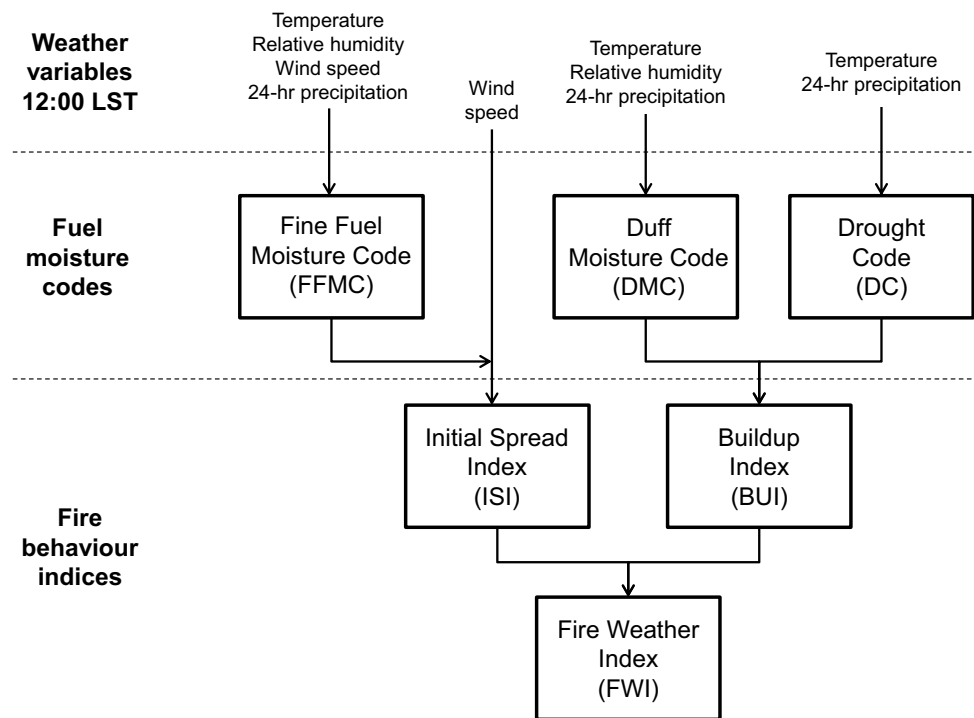 Weather
variables
12:00 LST
Temperature
Relative humidity
Wind speed
24-hr precipitation
Wind
speed
Temperature
Relative humidity
24-hr precipitation
Temperature
24-hr precipitation
Fuel
moisture
codes
Fine Fuel
Moisture Code
(FFMC)
Duff
Moisture Code
(DMC)
Drought
Code
(DC)
Fire
behaviour
indices
Initial Spread
Index
(ISI)
Buildup
Index
(BUI)
Fire Weather
Index
(FWI)